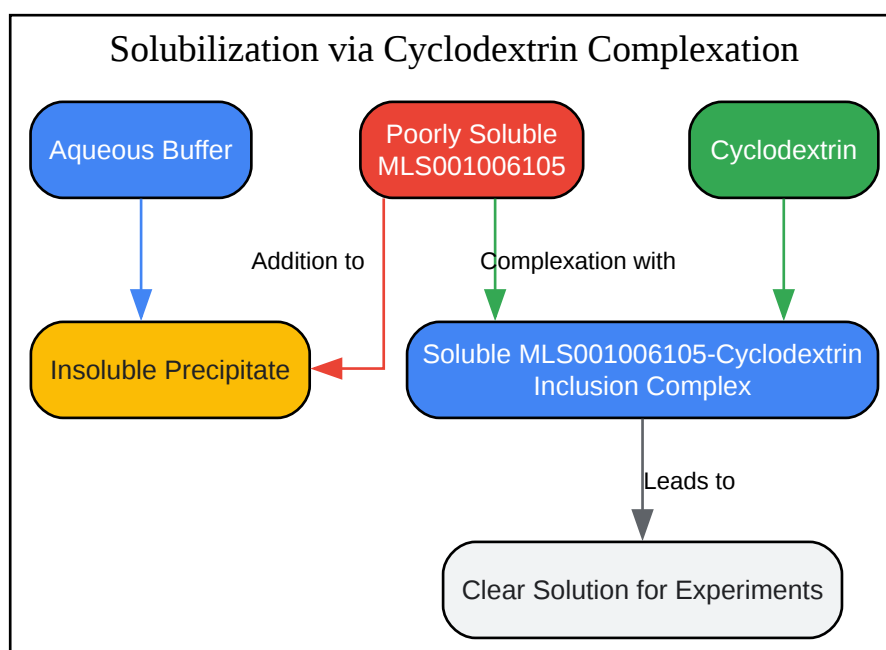 Solubilization via Cyclodextrin Complexation
Aqueous Buffer
Poorly Soluble
MLS001006105
Cyclodextrin
Addition to
Complexation with
Insoluble Precipitate
Soluble MLS001006105-Cyclodextrin
Inclusion Complex
Leads to
Clear Solution for Experiments